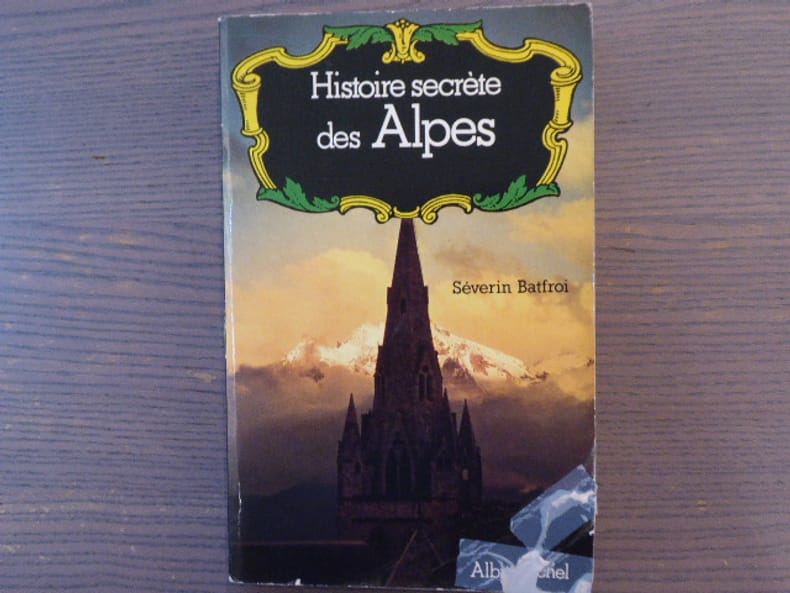 Histoire secrète
des Alpes
Séverin Batfroi